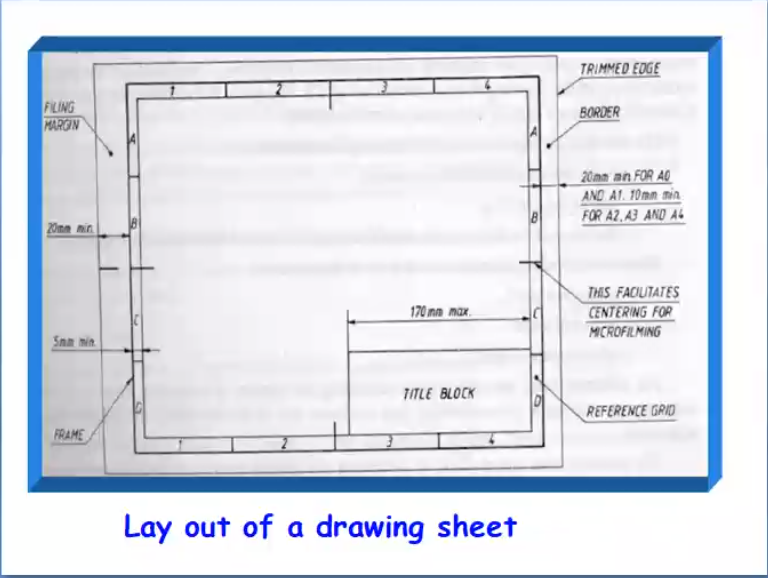 TRIMMED EDGE
1 2 3 4
FILING
MARGIN
BORDER
A A
20mm min. FOR A0
AND A1. 10mm min.
FOR A2, A3 AND A4
20mm min.
B B
THIS FACILITATES
CENTERING FOR
MICROFILMING
170mm max.
C C
5mm min.
TITLE BLOCK
D D
REFERENCE GRID
FRAME
1 2 3 4
Lay out of a drawing sheet